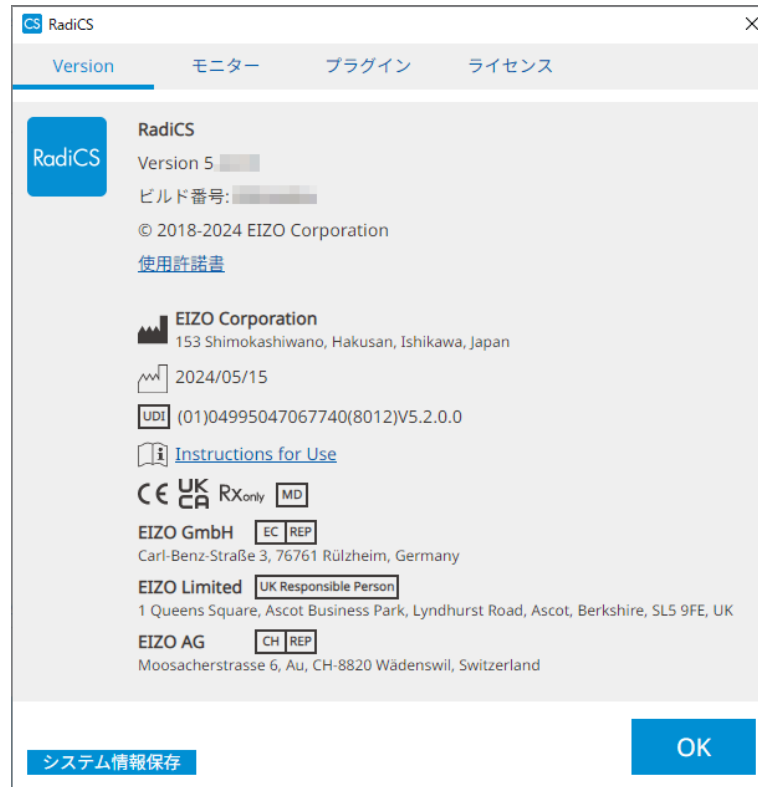 CS RadiCS
Version モニター プラグイン ライセンス
RadiCS
RadiCS
Version 5.
ビルド番号:
© 2018-2024 EIZO Corporation
使用許諾書
EIZO Corporation
153 Shimokashiwano, Hakusan, Ishikawa, Japan
2024/05/15
UDI (01)04995047067740(8012)V5.2.0.0
Instructions for Use
CE UK CA Rx only MD
EIZO GmbH EC REP
Carl-Benz-Straße 3, 76761 Rülzheim, Germany
EIZO Limited UK Responsible Person
1 Queens Square, Ascot Business Park, Lyndhurst Road, Ascot, Berkshire, SL5 9FE, UK
EIZO AG CH REP
Moosacherstrasse 6, Au, CH-8820 Wädenswil, Switzerland
システム情報保存
OK